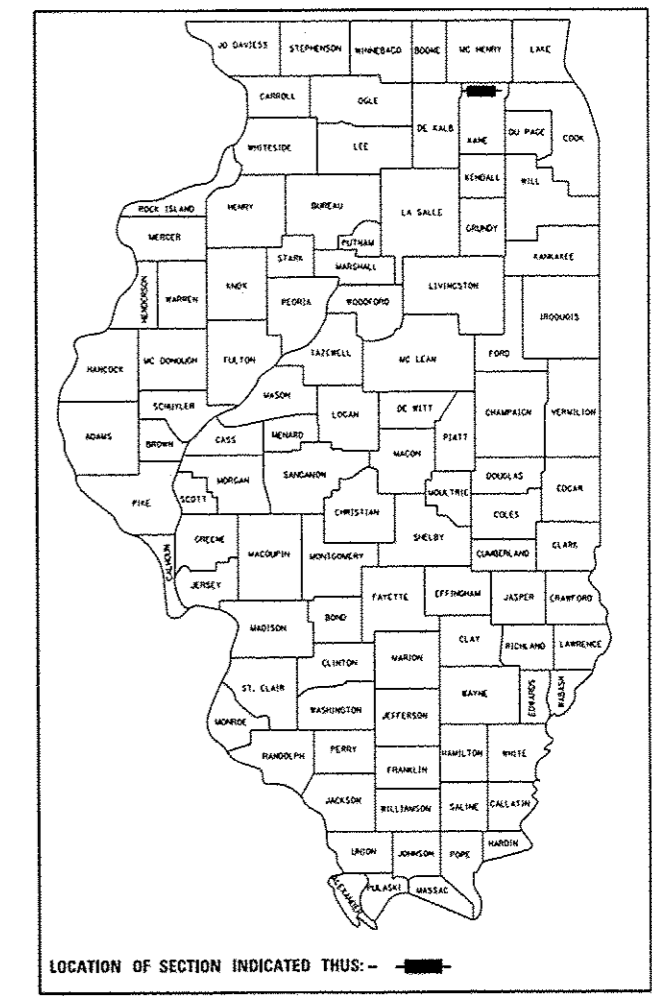 JO DAVIESS STEPHENSON WINNEBAGO BOONE MC HENRY LAKE
CARROLL OGLE
DE KALB KANE DU PAGE COOK
WHITESIDE LEE
KENDALL WILL
ROCK ISLAND HENRY BUREAU LA SALLE
MERCER PUTNAM GRUNDY
STARK MARSHALL KANKAKEE
HENDERSON WARREN KNOX PEORIA WOODFORD LIVINGSTON IROQUOIS
HANCOCK MC DONOUGH FULTON TAZEWELL MC LEAN FORD
SCHUYLER MASON LOGAN DE WITT CHAMPAIGN VERMILION
ADAMS BROWN CASS MENARD PIATT
MACON
PIKE SCOTT MORGAN SANGAMON MOULTRIE DOUGLAS EDGAR
CHRISTIAN COLES
CALHOUN GREENE MACOUPIN MONTGOMERY SHELBY CUMBERLAND CLARK
JERSEY FAYETTE EFFINGHAM JASPER CRAWFORD
MADISON BOND
CLAY RICHLAND LAWRENCE
CLINTON MARION
ST. CLAIR WAYNE EDWARDS WABASH
MONROE WASHINGTON JEFFERSON
RANDOLPH PERRY HAMILTON WHITE
FRANKLIN
JACKSON WILLIAMSON SALINE GALLATIN
UNION JOHNSON POPE HARDIN
ALEXANDER PULASKI MASSAC
LOCATION OF SECTION INDICATED THUS:-